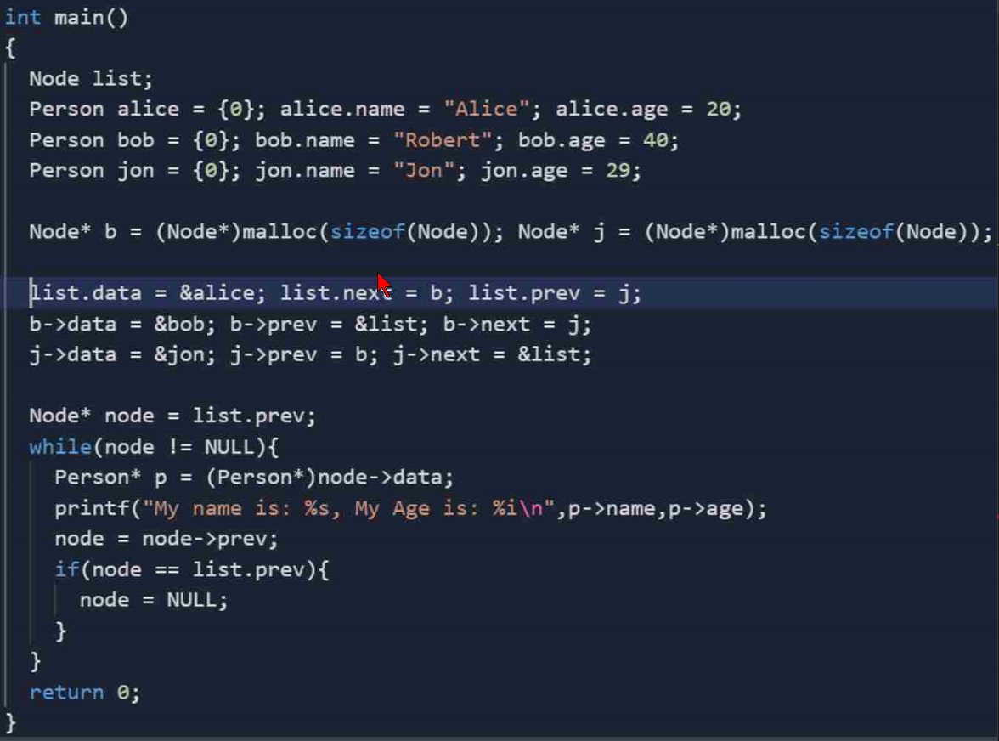 int main()
{
  Node list;
  Person alice = {0}; alice.name = "Alice"; alice.age = 20;
  Person bob = {0}; bob.name = "Robert"; bob.age = 40;
  Person jon = {0}; jon.name = "Jon"; jon.age = 29;

  Node* b = (Node*)malloc(sizeof(Node)); Node* j = (Node*)malloc(sizeof(Node));

  list.data = &alice; list.next = b; list.prev = j;
  b->data = &bob; b->prev = &list; b->next = j;
  j->data = &jon; j->prev = b; j->next = &list;

  Node* node = list.prev;
  while(node != NULL){
    Person* p = (Person*)node->data;
    printf("My name is: %s, My Age is: %i\n",p->name,p->age);
    node = node->prev;
    if(node == list.prev){
      node = NULL;
    }
  }
  return 0;
}